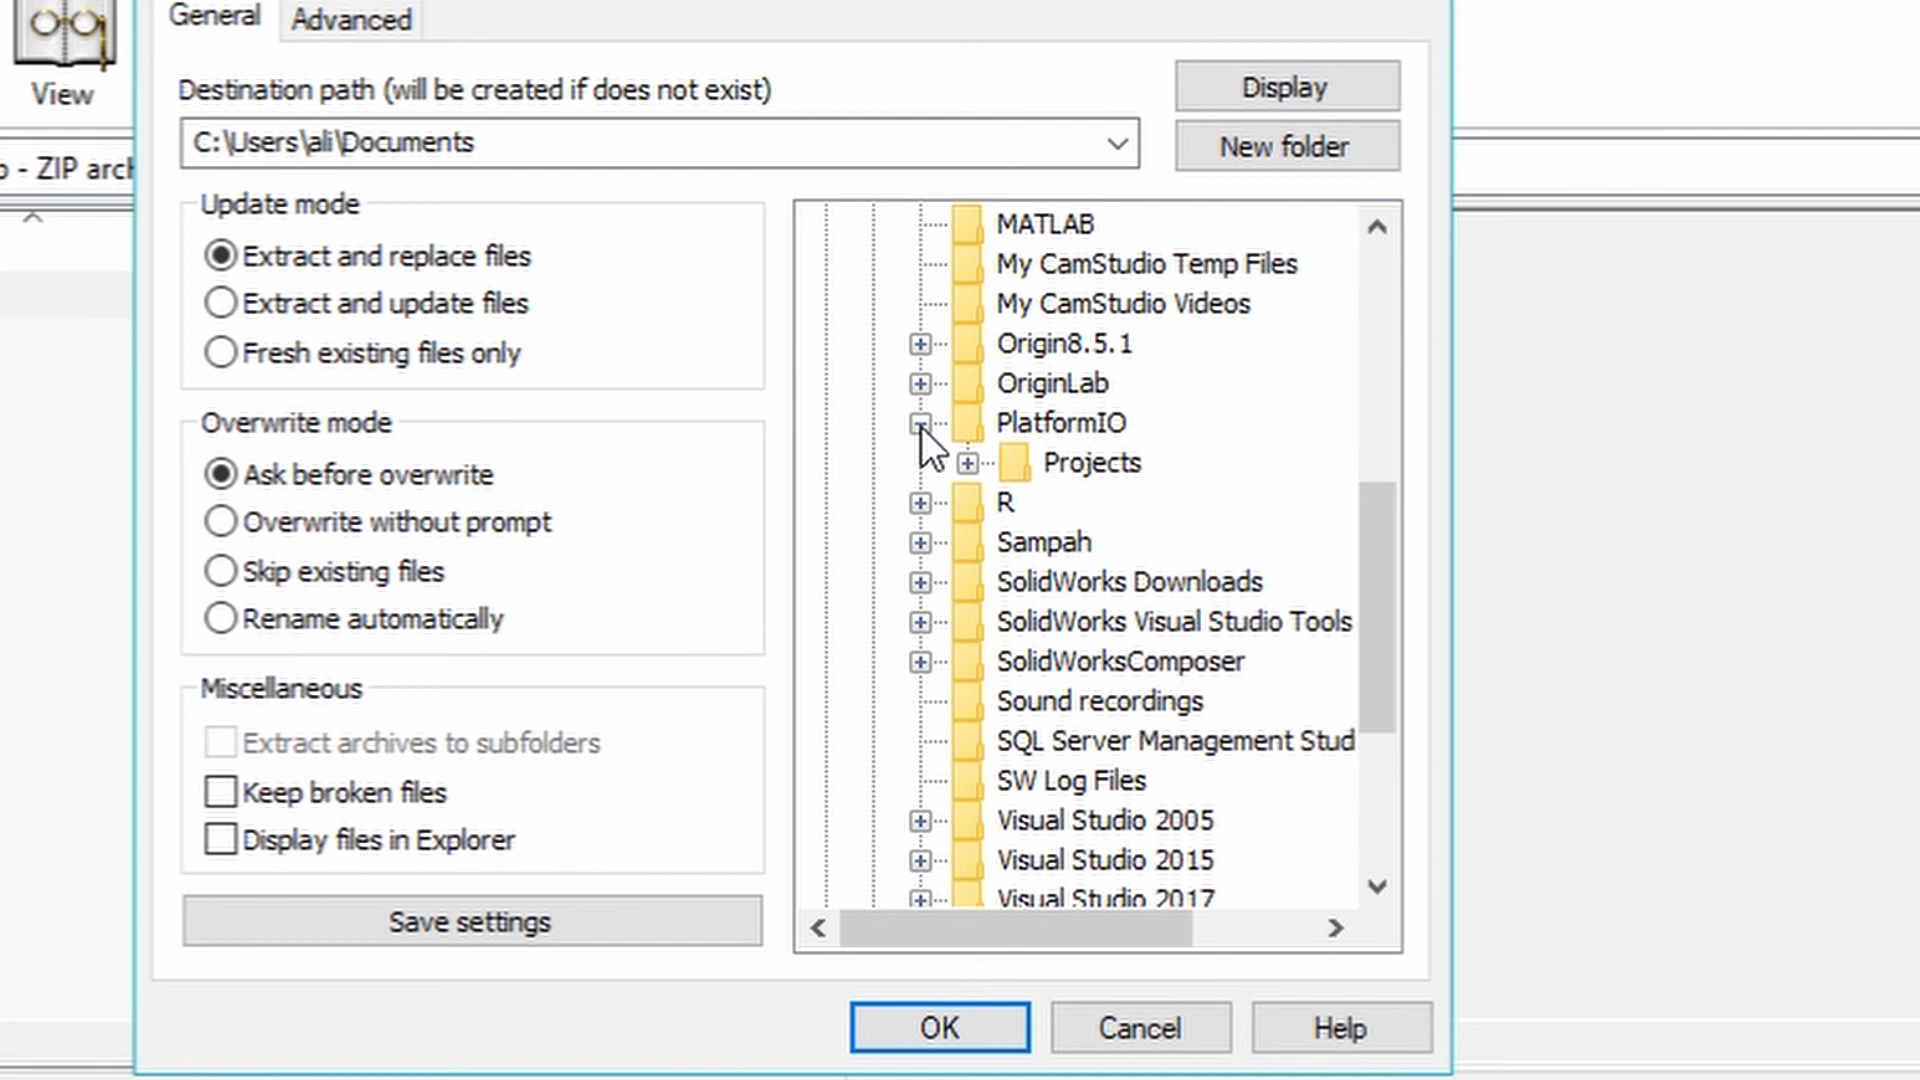 General
Advanced
View
Destination path (will be created if does not exist)
Display
C:\Users\ali\Documents
New folder
- ZIP arch
Update mode
Extract and replace files
Extract and update files
Fresh existing files only
Overwrite mode
Ask before overwrite
Overwrite without prompt
Skip existing files
Rename automatically
Miscellaneous
Extract archives to subfolders
Keep broken files
Display files in Explorer
Save settings
MATLAB
My CamStudio Temp Files
My CamStudio Videos
Origin8.5.1
OriginLab
PlatformIO
Projects
R
Sampah
SolidWorks Downloads
SolidWorks Visual Studio Tools
SolidWorksComposer
Sound recordings
SQL Server Management Stud
SW Log Files
Visual Studio 2005
Visual Studio 2015
Visual Studio 2017
OK
Cancel
Help